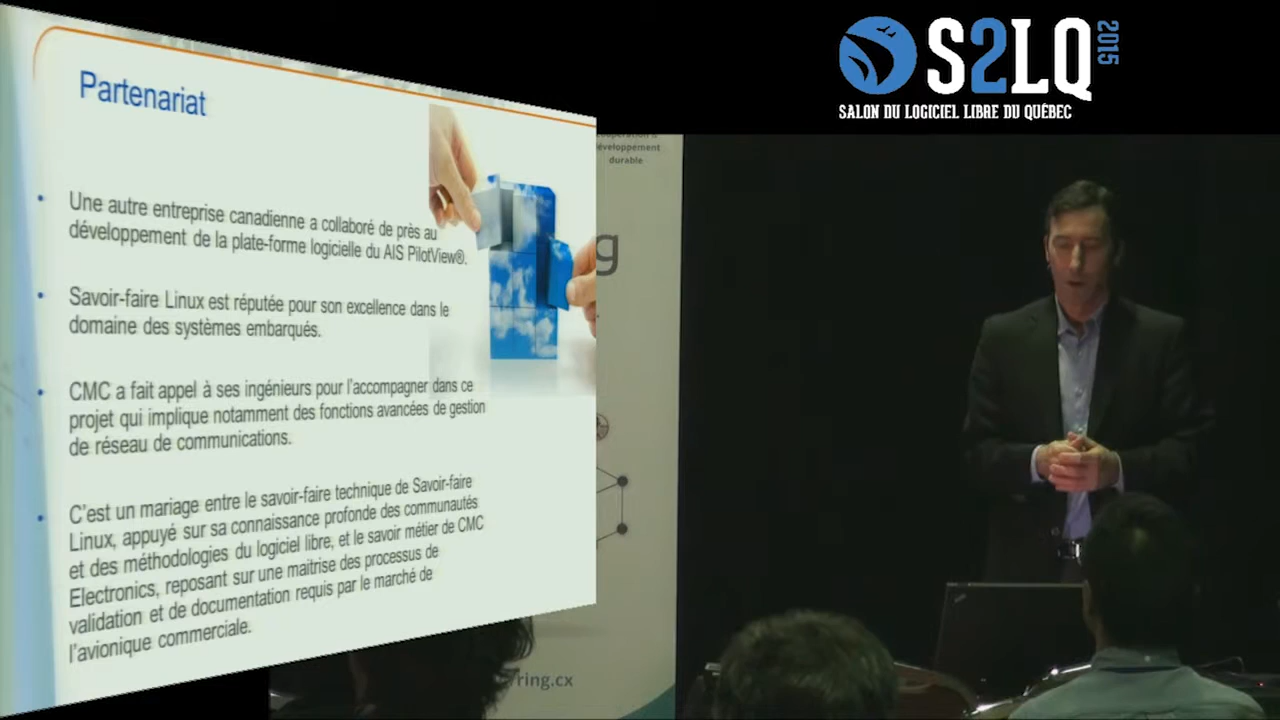 Partenariat
Une autre entreprise canadienne a collaboré de près au
développement de la plate-forme logicielle du AIS PilotView®.
Savoir-faire Linux est réputée pour son excellence dans le
domaine des systèmes embarqués.
CMC a fait appel à ses ingénieurs pour l'accompagner dans ce
projet qui implique notamment des fonctions avancées de gestion
de réseau de communications.
C'est un mariage entre le savoir-faire technique de Savoir-faire
Linux, appuyé sur sa connaissance profonde des communautés
et des méthodologies du logiciel libre, et le savoir métier de CMC
Electronics, reposant sur une maitrise des processus de
validation et de documentation requis par le marché de
l'avionique commerciale.
S2LQ 2015
SALON DU LOGICIEL LIBRE DU QUÉBEC
développement
durable
g
ring.cx